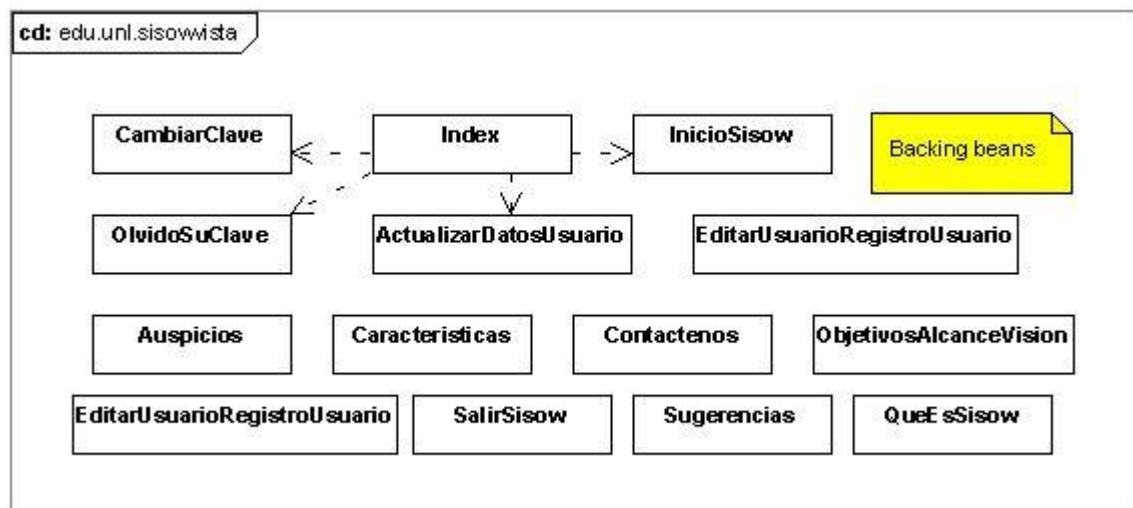 cd: edu.unl.sisowvista
CambiarClave
Index
InicioSisow
Backing beans
OlvidoSuClave
ActualizarDatosUsuario
EditarUsuarioRegistroUsuario
Auspicios
Caracteristicas
Contactenos
ObjetivosAlcanceVision
EditarUsuarioRegistroUsuario
SalirSisow
Sugerencias
QueEsSisow